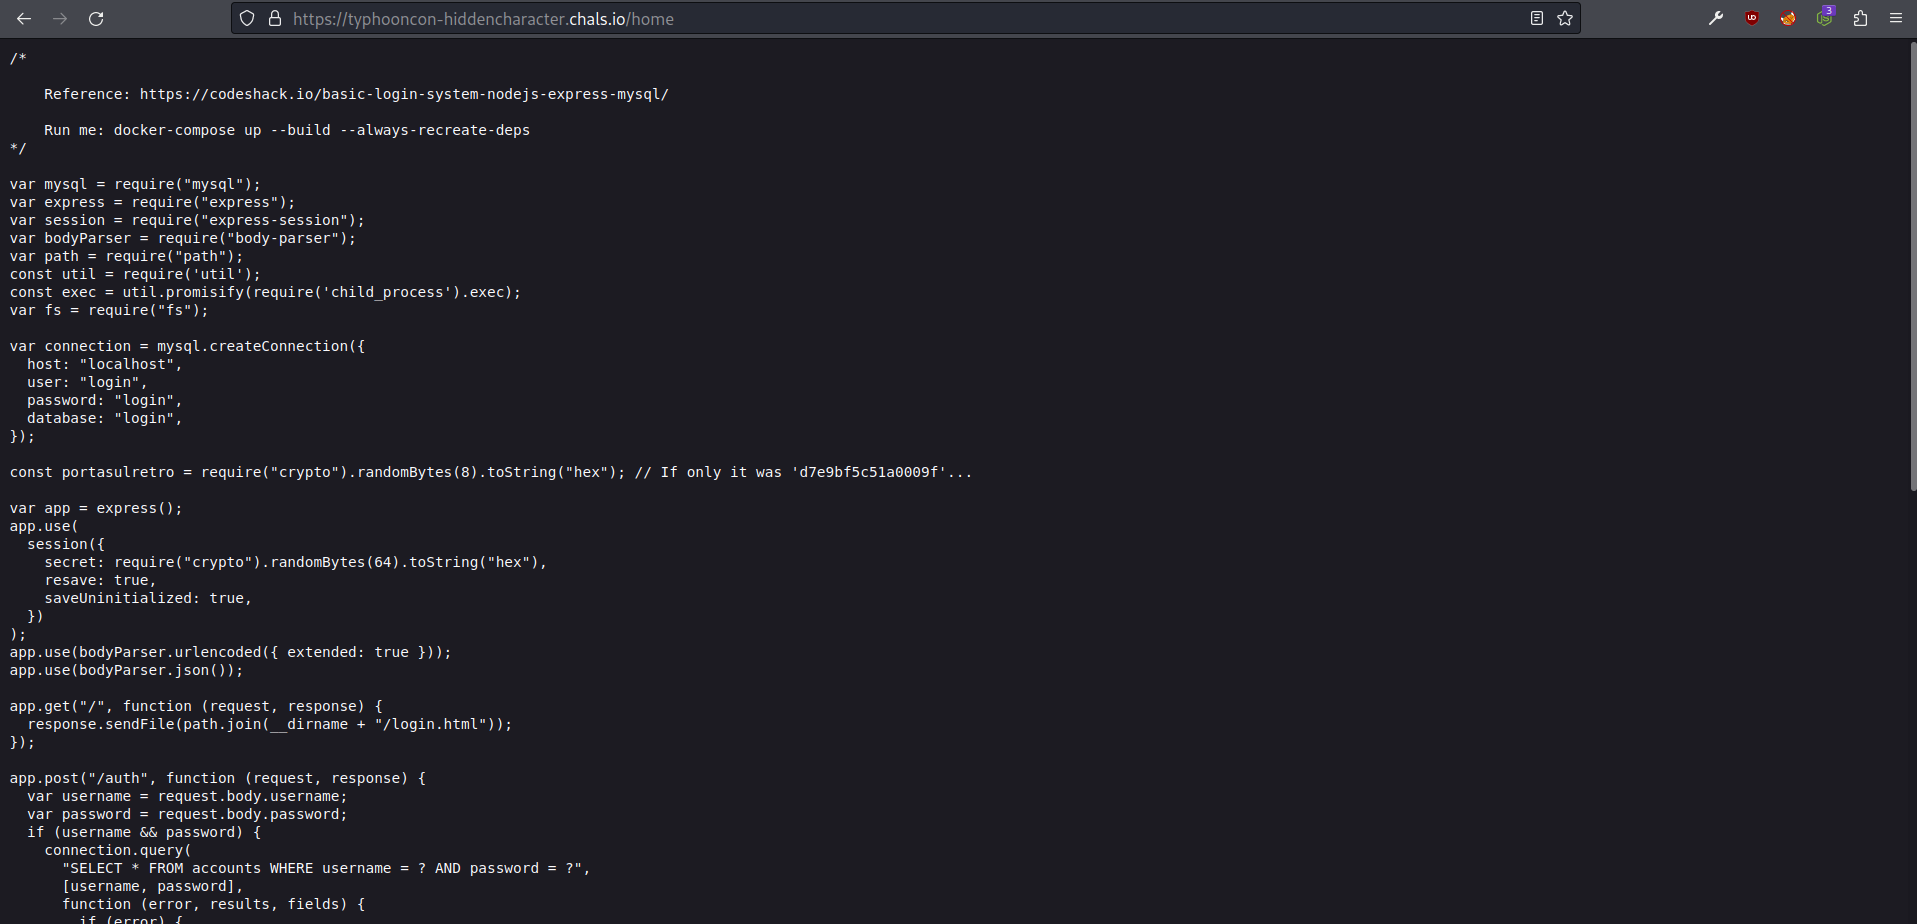 https://typhooncon-hiddencharacter.chals.io/home
3
/*
Reference: https://codeshack.io/basic-login-system-nodejs-express-mysql/
Run me: docker-compose up --build --always-recreate-deps
*/
var mysql = require("mysql");
var express = require("express");
var session = require("express-session");
var bodyParser = require("body-parser");
var path = require("path");
const util = require('util');
const exec = util.promisify(require('child_process').exec);
var fs = require("fs");
var connection = mysql.createConnection({
  host: "localhost",
  user: "login",
  password: "login",
  database: "login",
});
const portasulretro = require("crypto").randomBytes(8).toString("hex"); // If only it was 'd7e9bf5c51a0009f'...
var app = express();
app.use(
  session({
    secret: require("crypto").randomBytes(64).toString("hex"),
    resave: true,
    saveUninitialized: true,
  })
);
app.use(bodyParser.urlencoded({ extended: true }));
app.use(bodyParser.json());
app.get("/", function (request, response) {
  response.sendFile(path.join(__dirname + "/login.html"));
});
app.post("/auth", function (request, response) {
  var username = request.body.username;
  var password = request.body.password;
  if (username && password) {
    connection.query(
      "SELECT * FROM accounts WHERE username = ? AND password = ?",
      [username, password],
      function (error, results, fields) {
        if (error) {